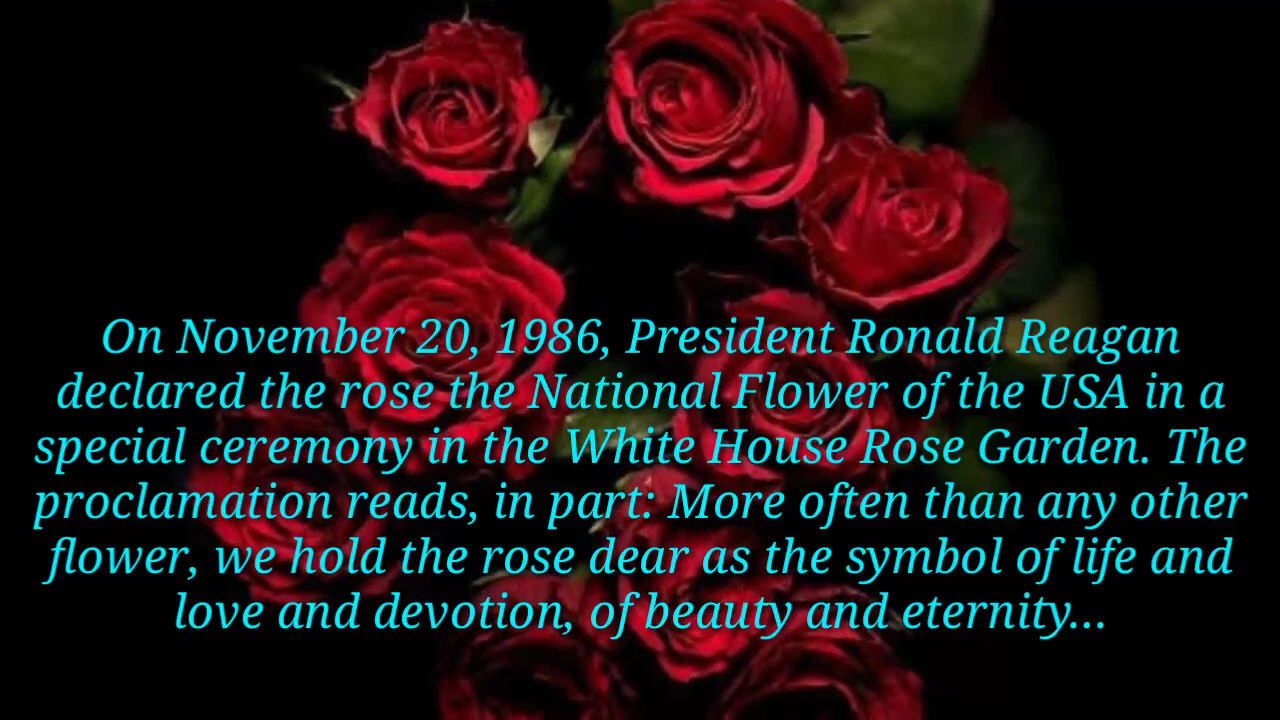 On November 20, 1986, President Ronald Reagan
declared the rose the National Flower of the USA in a
special ceremony in the White House Rose Garden. The
proclamation reads, in part: More often than any other
flower, we hold the rose dear as the symbol of life and
love and devotion, of beauty and eternity...